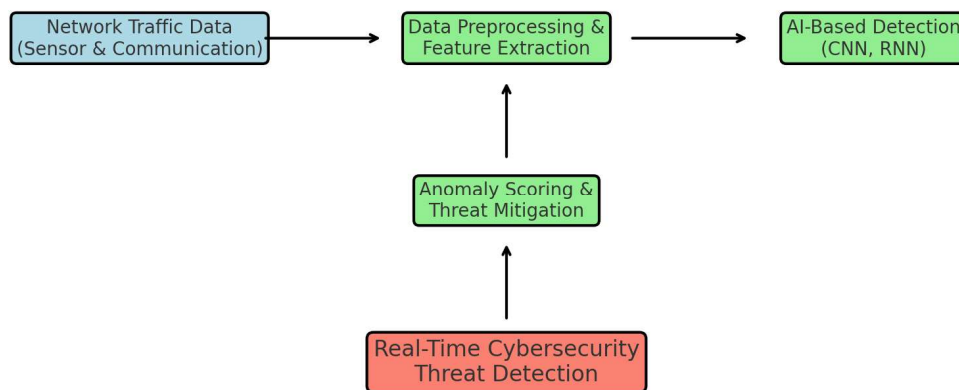 Network Traffic Data
(Sensor & Communication)
Data Preprocessing &
Feature Extraction
AI-Based Detection
(CNN, RNN)
Anomaly Scoring &
Threat Mitigation
Real-Time Cybersecurity
Threat Detection